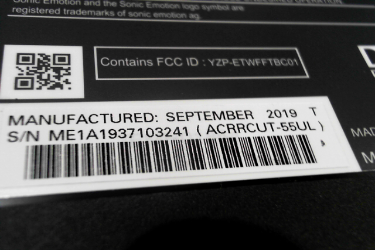 Sonic Emotion and the Sonic Emotion logo symbol are
registered trademarks of sonic emotion ag.
Contains FCC ID : YZP-ETWFFTBC01
MANUFACTURED: SEPTEMBER 2019 T
S/N ME1A1937103241 (ACRRCUT-55UL)
MAD
M